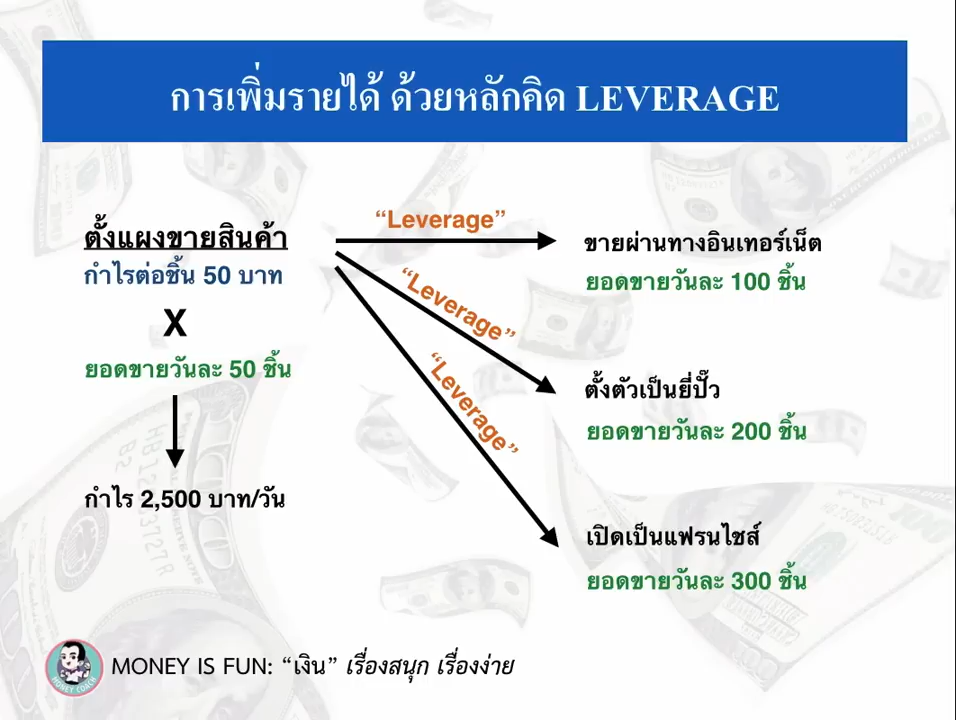 การเพิ่มรายได้ ด้วยหลักคิด LEVERAGE
ตั้งแผงขายสินค้า
กำไรต่อชิ้น 50 บาท
X
ยอดขายวันละ 50 ชิ้น
กำไร 2,500 บาท/วัน
“Leverage”
ขายผ่านทางอินเทอร์เน็ต
ยอดขายวันละ 100 ชิ้น
“Leverage”
ตั้งตัวเป็นยี่ปั๊ว
ยอดขายวันละ 200 ชิ้น
“Leverage”
เปิดเป็นแฟรนไชส์
ยอดขายวันละ 300 ชิ้น
MONEY COACH
MONEY IS FUN: “เงิน” เรื่องสนุก เรื่องง่าย